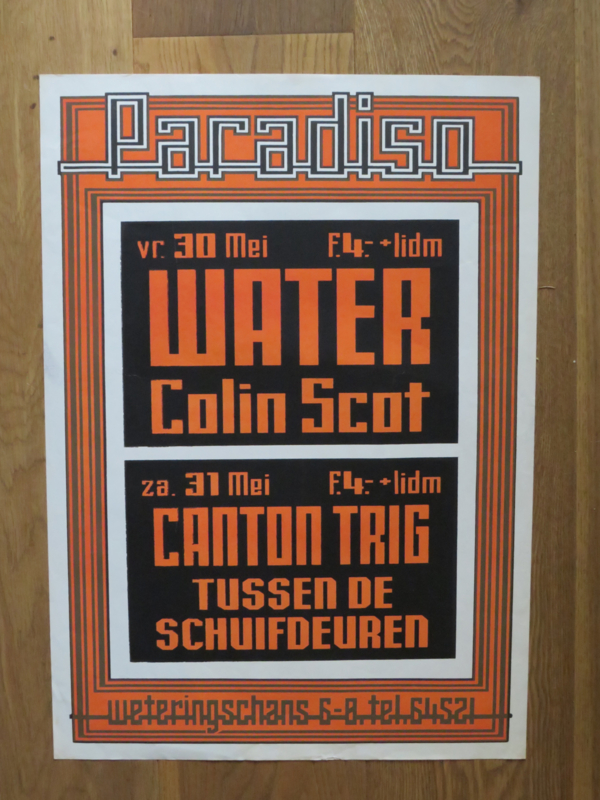 Paradiso
vr. 30 Mei F.4.- +lidm
WATER
Colin Scot
za. 31 Mei F.4.- +lidm
CANTON TRIG
TUSSEN DE
SCHUIFDEUREN
weteringschans 6-8.tel.64521